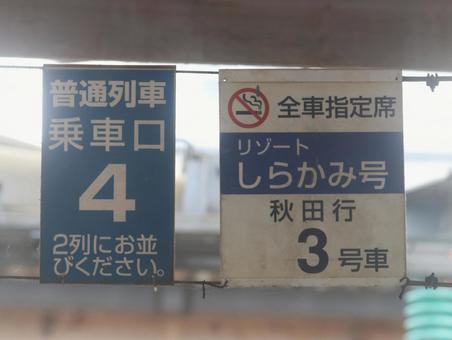 普通列車
乗車口
4
2列にお並
びください。
全車指定席
リゾート
しらかみ号
秋田行
3号車